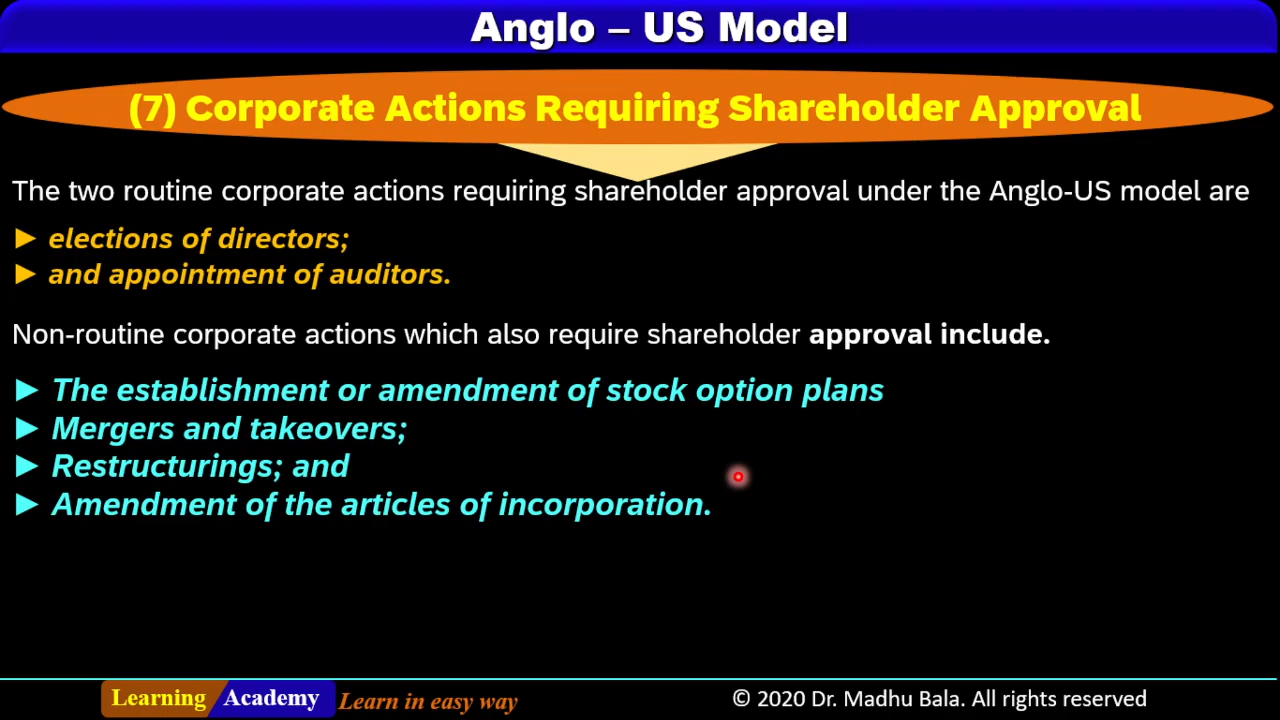 Anglo – US Model
(7) Corporate Actions Requiring Shareholder Approval
The two routine corporate actions requiring shareholder approval under the Anglo-US model are
► elections of directors;
► and appointment of auditors.
Non-routine corporate actions which also require shareholder approval include.
► The establishment or amendment of stock option plans
► Mergers and takeovers;
► Restructurings; and
► Amendment of the articles of incorporation.
Learning Academy Learn in easy way
© 2020 Dr. Madhu Bala. All rights reserved